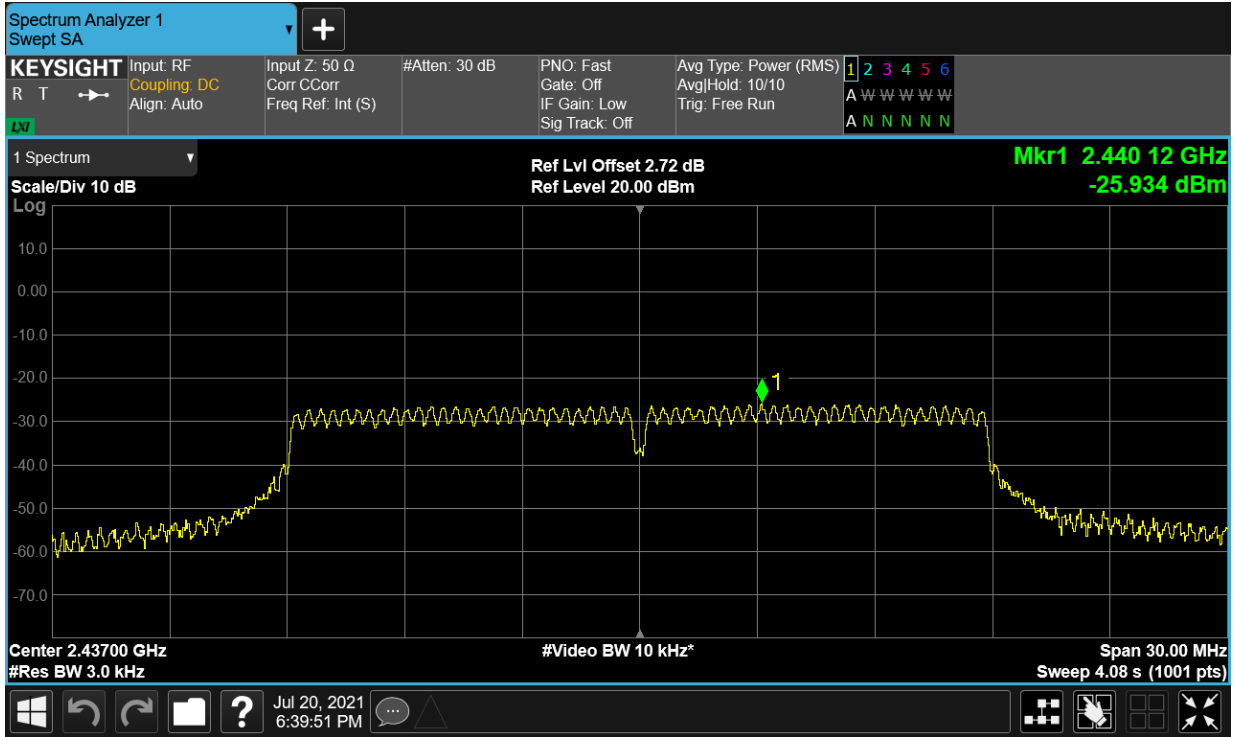 Spectrum Analyzer 1
Swept SA
+
KEYSIGHT
R T
LXI
Input: RF
Coupling: DC
Align: Auto
Input Z: 50 Ω
Corr CCorr
Freq Ref: Int (S)
#Atten: 30 dB
PNO: Fast
Gate: Off
IF Gain: Low
Sig Track: Off
Avg Type: Power (RMS)
Avg|Hold: 10/10
Trig: Free Run
1 2 3 4 5 6
A W W W W W
A N N N N N
1 Spectrum
Scale/Div 10 dB
Log
Ref Lvl Offset 2.72 dB
Ref Level 20.00 dBm
Mkr1 2.440 12 GHz
-25.934 dBm
10.0
0.00
-10.0
-20.0
-30.0
-40.0
-50.0
-60.0
-70.0
1
Center 2.43700 GHz
#Res BW 3.0 kHz
#Video BW 10 kHz*
Span 30.00 MHz
Sweep 4.08 s (1001 pts)
?
Jul 20, 2021
6:39:51 PM